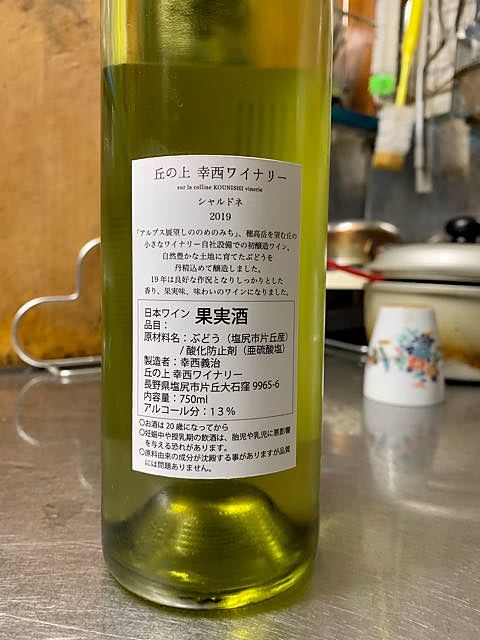 丘の上 幸西ワイナリー
sur la colline KOUNISHI vinerie
シャルドネ
2019
「アルプス展望しののめのみち」、穂高岳を望む丘の
小さなワイナリー自社設備での初醸造ワイン。
自然豊かな土地に育てたぶどうを
丹精込めて醸造しました。
19年は良好な作況となりしっかりとした
香り、果実味、味わいのワインになりました。
日本ワイン 果実酒
品目：
原材料名：ぶどう（塩尻市片丘産）
/ 酸化防止剤（亜硫酸塩）
製造者：幸西義治
丘の上 幸西ワイナリー
長野県塩尻市片丘大石窪 9965-6
内容量：750ml
アルコール分：13%
○お酒は20歳になってから
○妊娠中や授乳期の飲酒は、胎児や乳児に悪影響
を与える恐れがあります。
○原料由来の成分が沈殿する事がありますが品質
には問題ありません。